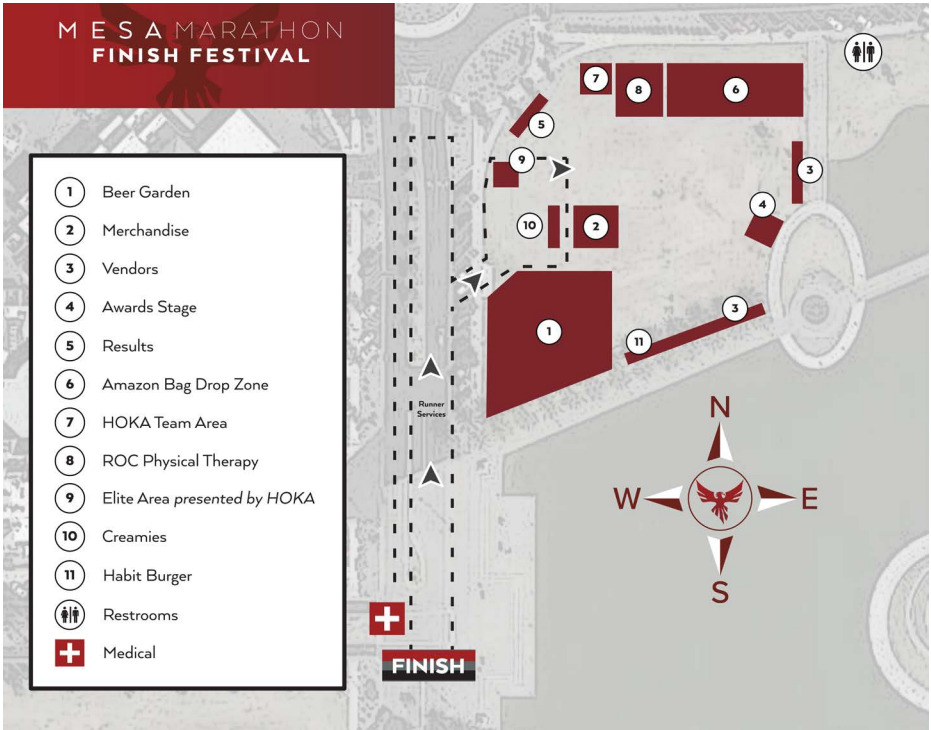 MESA MARATHON
FINISH FESTIVAL
1 Beer Garden
2 Merchandise
3 Vendors
4 Awards Stage
5 Results
6 Amazon Bag Drop Zone
7 HOKA Team Area
8 ROC Physical Therapy
9 Elite Area presented by HOKA
10 Creamies
11 Habit Burger
Restrooms
Medical
7
8
6
5
9
3
4
10
2
1
3
11
Runner
Services
N
W E
S
FINISH